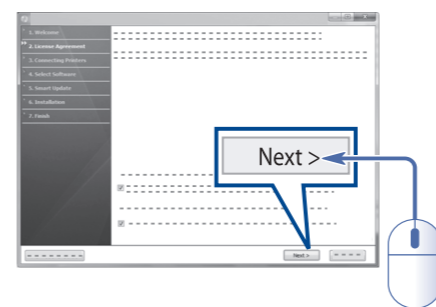 1. Welcome
2. License Agreement
3. Connecting Printers
4. Select Software
5. Smart Update
6. Installation
7. Finish
Next >
Next >